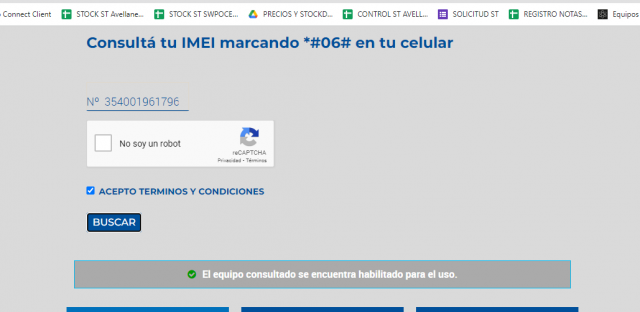 o Connect Client STOCK ST Avellane... STOCK ST SWPOCE... PRECIOS Y STOCKD... CONTROL ST AVELL... SOLICITUD ST REGISTRO NOTAS... Equipos
Consultá tu IMEI marcando *#06# en tu celular
Nº 354001961796
No soy un robot
reCAPTCHA
Privacidad - Términos
ACEPTO TERMINOS Y CONDICIONES
BUSCAR
El equipo consultado se encuentra habilitado para el uso.